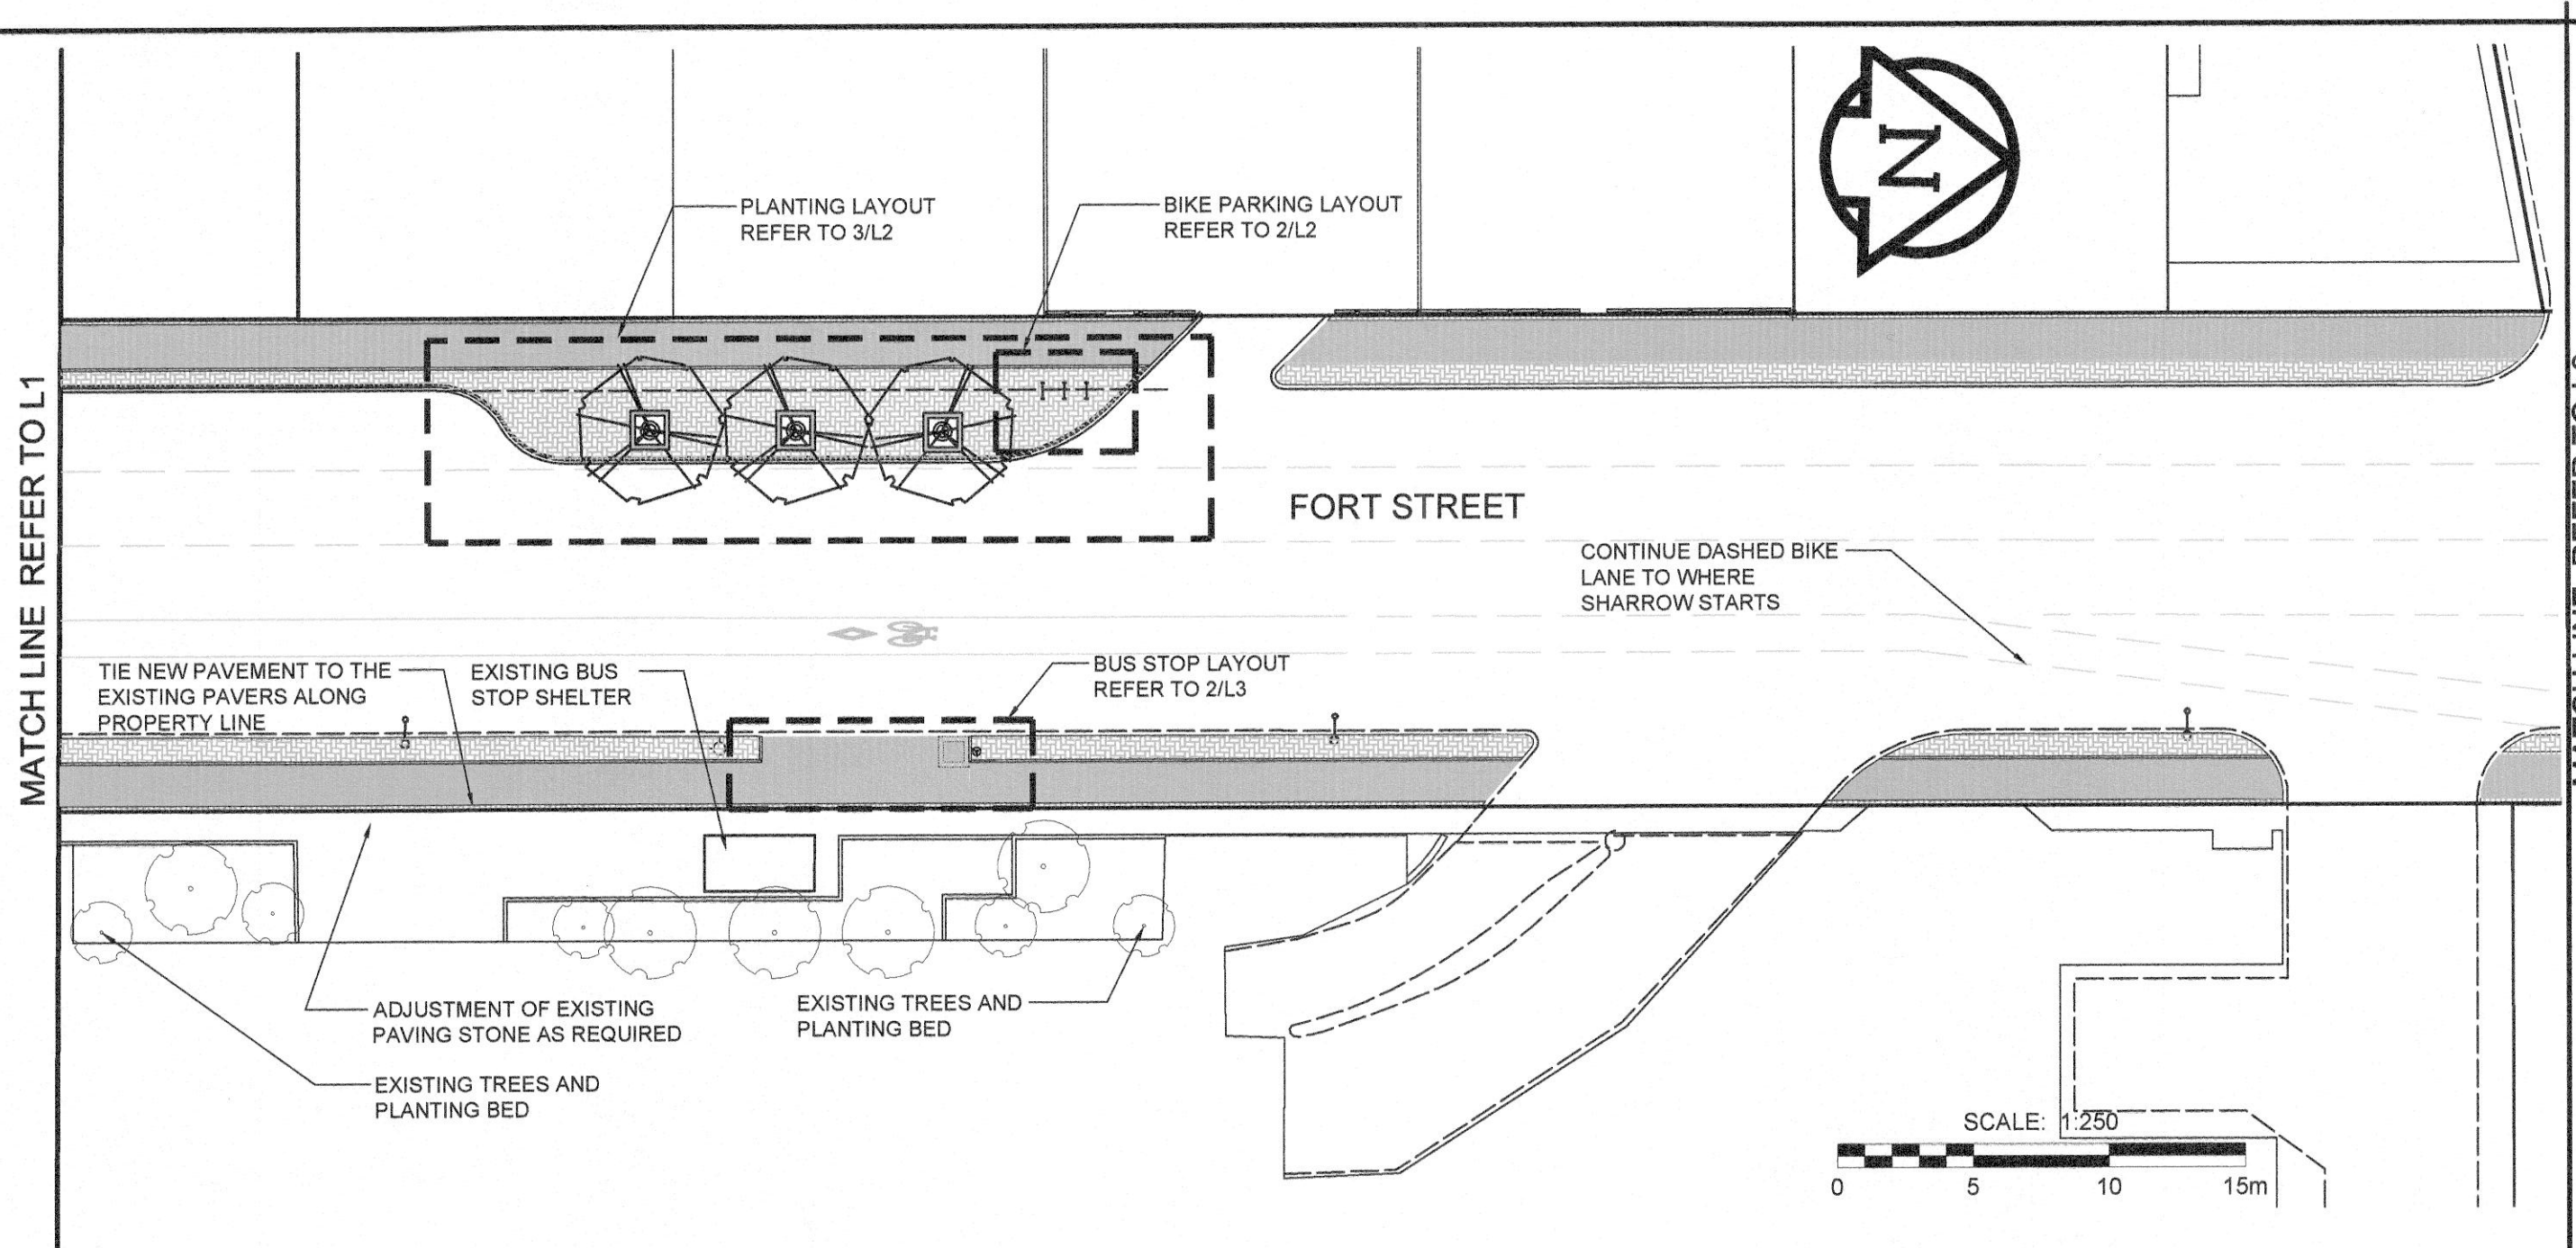 PLANTING LAYOUT
REFER TO 3/L2
BIKE PARKING LAYOUT
REFER TO 2/L2
N
MATCH LINE REFER TO L1
FORT STREET
CONTINUE DASHED BIKE
LANE TO WHERE
SHARROW STARTS
TIE NEW PAVEMENT TO THE
EXISTING PAVERS ALONG
PROPERTY LINE
EXISTING BUS
STOP SHELTER
BUS STOP LAYOUT
REFER TO 2/L3
ADJUSTMENT OF EXISTING
PAVING STONE AS REQUIRED
EXISTING TREES AND
PLANTING BED
EXISTING TREES AND
PLANTING BED
SCALE: 1:250
0 5 10 15m